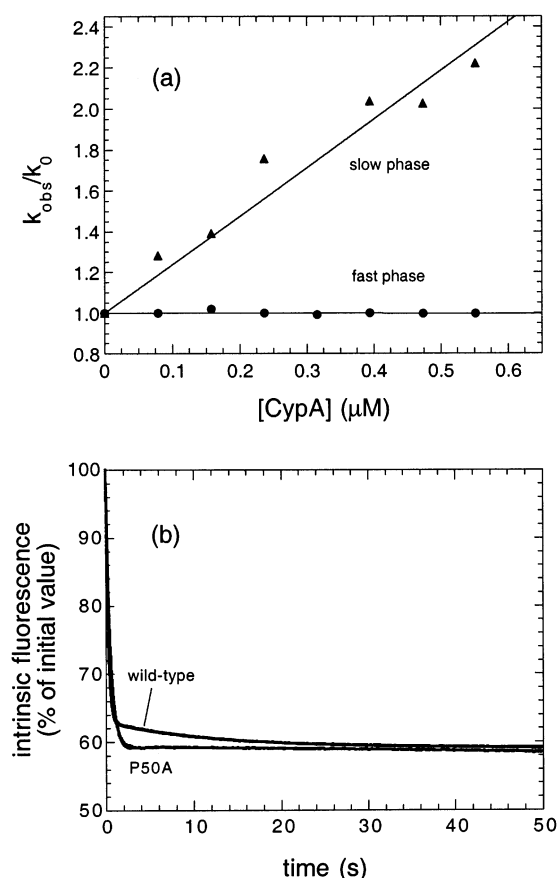 2.4
2.2
2.0
1.8
1.6
1.4
1.2
1.0
0.8
k_obs/k_0
(a)
slow phase
fast phase
0 0.1 0.2 0.3 0.4 0.5 0.6
[CypA] (μM)
100
90
80
70
60
50
intrinsic fluorescence
(% of initial value)
(b)
wild-type
P50A
0 10 20 30 40 50
time (s)